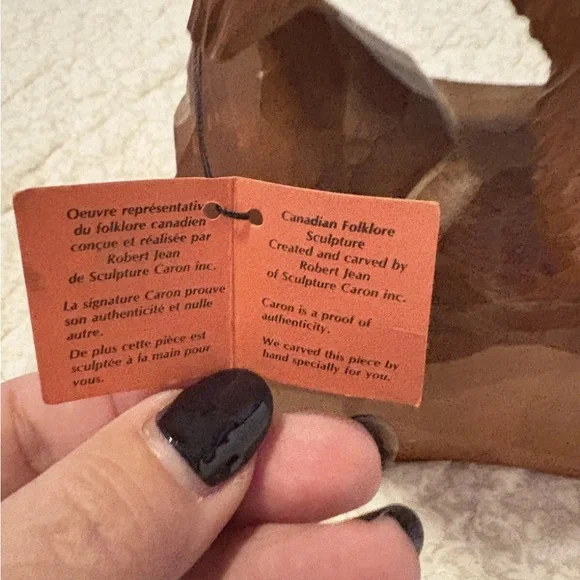 Oeuvre représentativ
du folklore canadien
conçue et réalisée par
Robert Jean
de Sculpture Caron inc.
La signature Caron prouve
son authenticité et nulle
autre.
De plus cette pièce est
sculptée à la main pour
vous.
Canadian Folklore
Sculpture
Created and carved by
Robert Jean
of Sculpture Caron inc.
Caron is a proof of
authenticity.
We carved this piece by
hand specially for you.